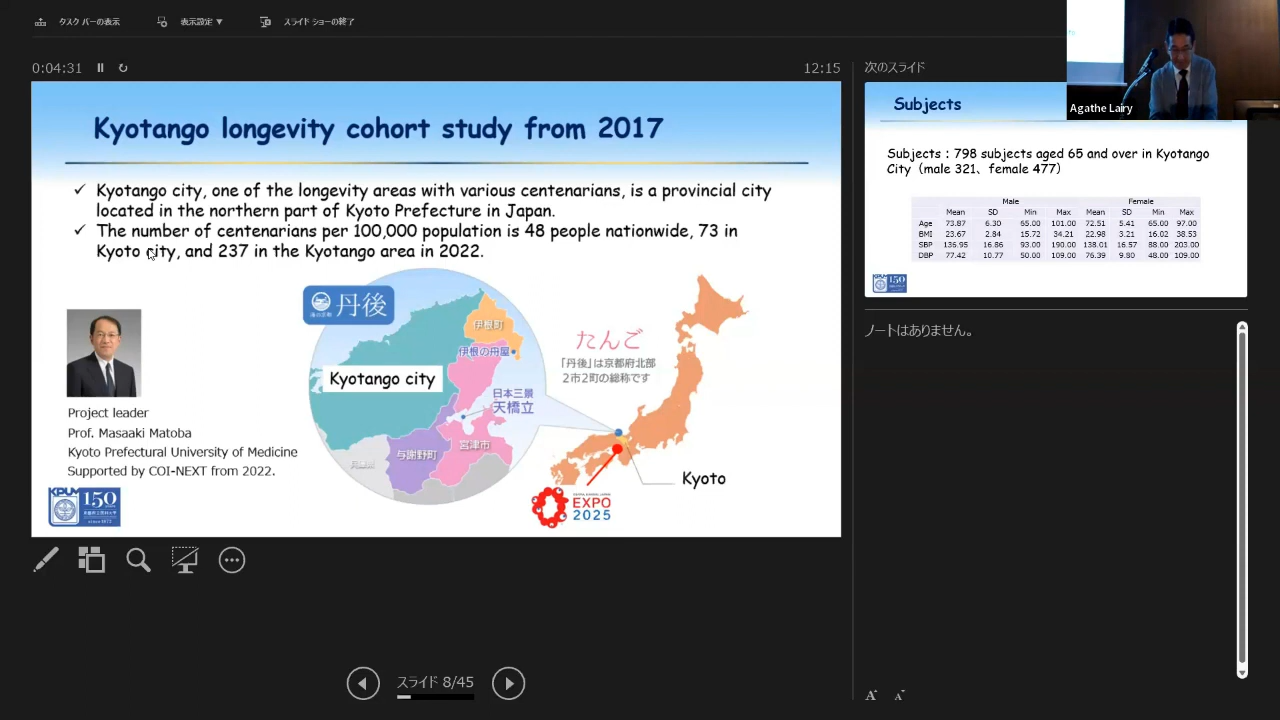 タスク バーの表示
表示設定 ▼
スライド ショーの終了
0:04:31
12:15
次のスライド
Agathe Lairy
Kyotango longevity cohort study from 2017
✓ Kyotango city, one of the longevity areas with various centenarians, is a provincial city
located in the northern part of Kyoto Prefecture in Japan.
✓ The number of centenarians per 100,000 population is 48 people nationwide, 73 in
Kyoto city, and 237 in the Kyotango area in 2022.
丹後
伊根町
伊根の舟屋
Kyotango city
日本三景
天橋立
宮津市
与謝野町
兵庫県
たんご
「丹後」は京都府北部
2市2町の総称です
Kyoto
EXPO
2025
Project leader
Prof. Masaaki Matoba
Kyoto Prefectural University of Medicine
Supported by COI-NEXT from 2022.
KPUM
150
Subjects
Subjects：798 subjects aged 65 and over in Kyotango
City（male 321、female 477）
Male Female
Mean SD Min Max Mean SD Min Max
Age 73.87 6.30 65.00 101.00 72.51 5.41 65.00 97.00
BMI 23.67 2.84 15.72 34.21 22.98 3.21 16.02 38.53
SBP 136.95 16.86 93.00 190.00 138.01 16.57 88.00 203.00
DBP 77.42 10.77 50.00 109.00 76.39 9.80 48.00 109.00
150
ノートはありません。
スライド 8/45
A A